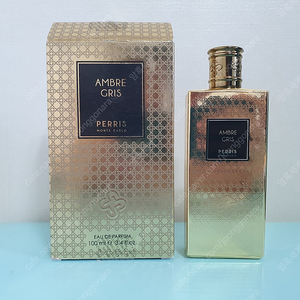 AMBRE
GRIS
PERRIS
MONTE CARLO
EAU DE PARFUM
100 ml ℮ 3.4 fl.oz
AMBRE
GRIS
PERRIS